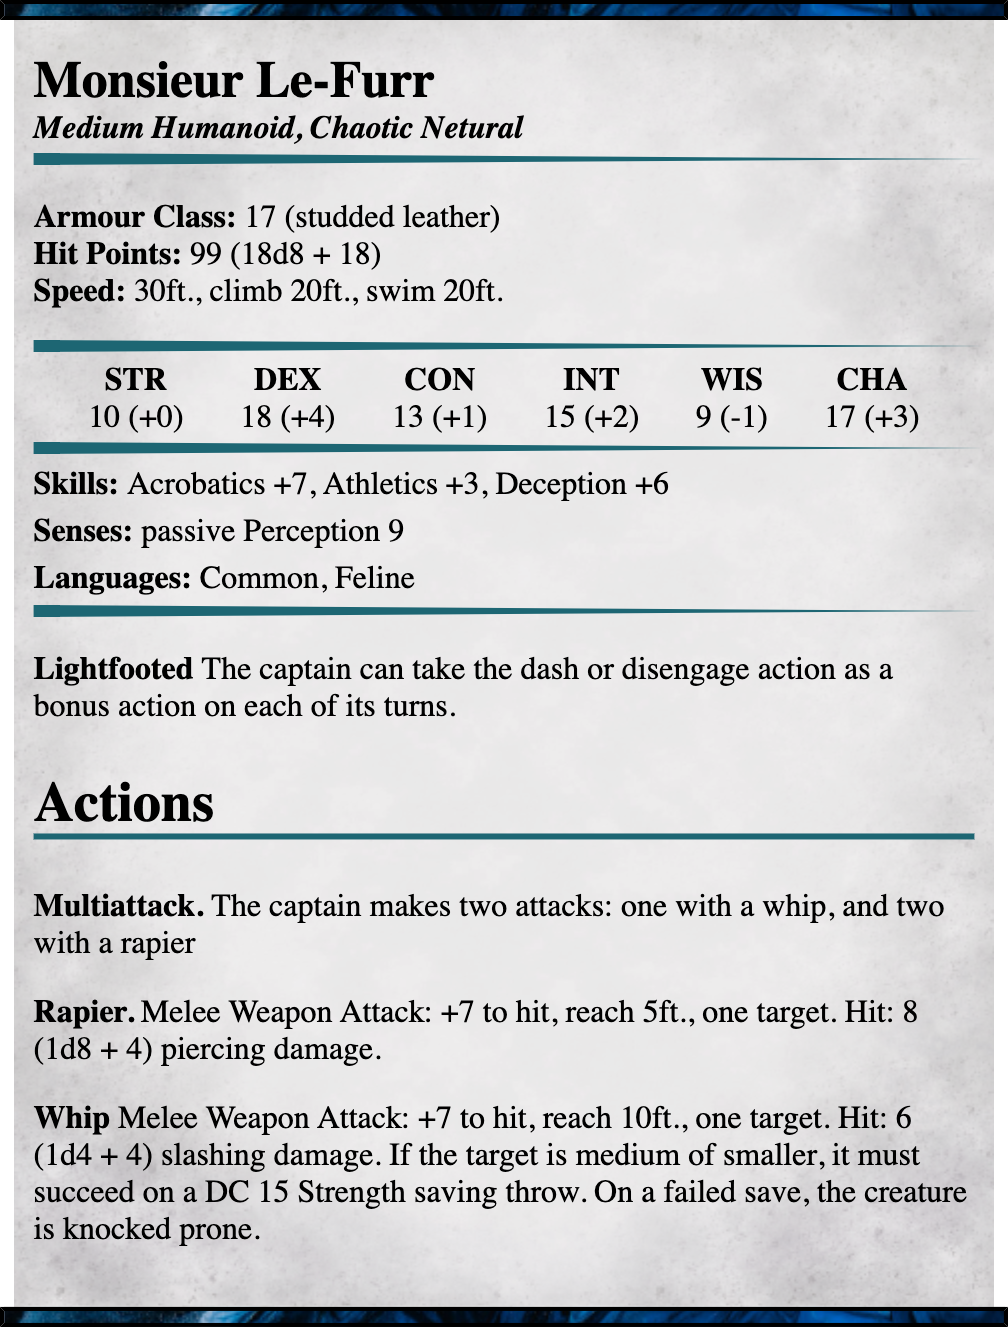 Monsieur Le-Furr
Medium Humanoid, Chaotic Netural
Armour Class: 17 (studded leather)
Hit Points: 99 (18d8 + 18)
Speed: 30ft., climb 20ft., swim 20ft.
STR DEX CON INT WIS CHA
10 (+0) 18 (+4) 13 (+1) 15 (+2) 9 (-1) 17 (+3)
Skills: Acrobatics +7, Athletics +3, Deception +6
Senses: passive Perception 9
Languages: Common, Feline
Lightfooted The captain can take the dash or disengage action as a
bonus action on each of its turns.
Actions
Multiattack. The captain makes two attacks: one with a whip, and two
with a rapier
Rapier. Melee Weapon Attack: +7 to hit, reach 5ft., one target. Hit: 8
(1d8 + 4) piercing damage.
Whip Melee Weapon Attack: +7 to hit, reach 10ft., one target. Hit: 6
(1d4 + 4) slashing damage. If the target is medium of smaller, it must
succeed on a DC 15 Strength saving throw. On a failed save, the creature
is knocked prone.